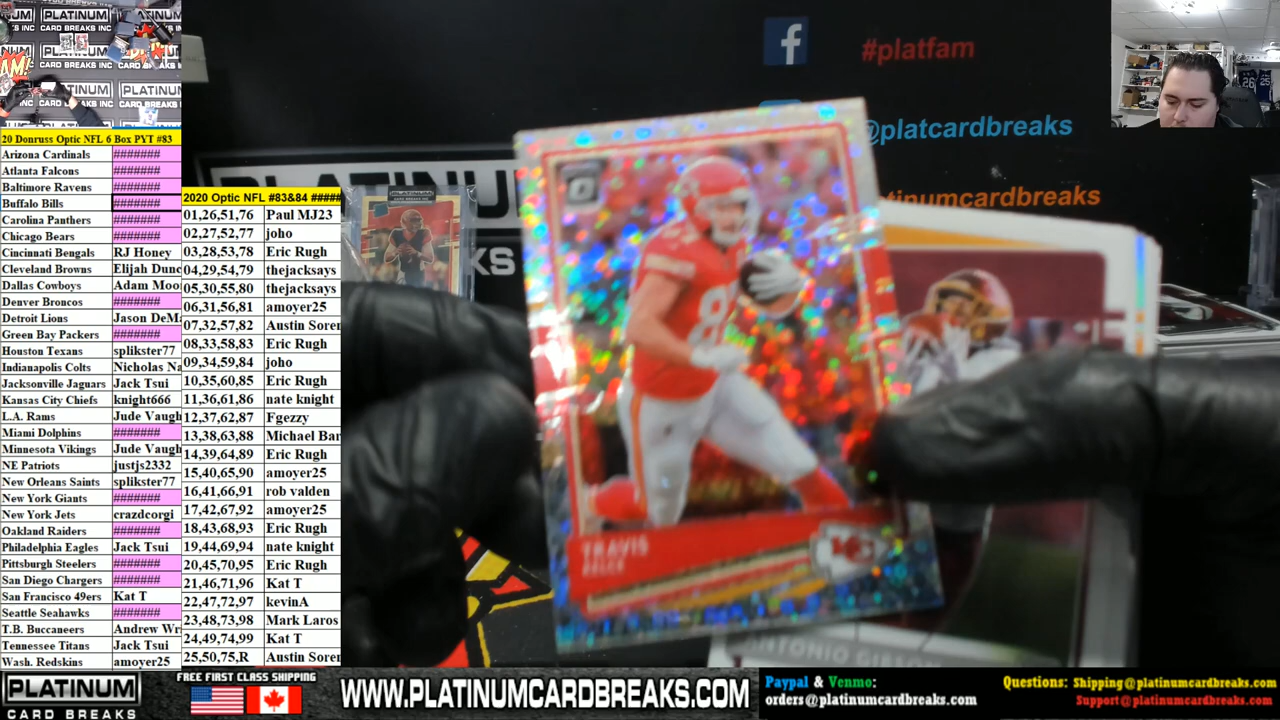 PLATINUM
CARD BREAKS INC
20 Donruss Optic NFL 6 Box PYT #83
Arizona Cardinals #######
Atlanta Falcons #######
Baltimore Ravens #######
Buffalo Bills #######
Carolina Panthers #######
Chicago Bears #######
Cincinnati Bengals RJ Honey
Cleveland Browns Elijah Dunc
Dallas Cowboys Adam Moo
Denver Broncos #######
Detroit Lions Jason DeMa
Green Bay Packers #######
Houston Texans splikster77
Indianapolis Colts Nicholas Na
Jacksonville Jaguars Jack Tsui
Kansas City Chiefs knight666
L.A. Rams Jude Vaugh
Miami Dolphins #######
Minnesota Vikings Jude Vaugh
NE Patriots justjs2332
New Orleans Saints splikster77
New York Giants #######
New York Jets crazdcorgi
Oakland Raiders #######
Philadelphia Eagles Jack Tsui
Pittsburgh Steelers #######
San Diego Chargers #######
San Francisco 49ers Kat T
Seattle Seahawks #######
T.B. Buccaneers Andrew Wr
Tennessee Titans Jack Tsui
Wash. Redskins amoyer25
2020 Optic NFL #83&84 #####
01,26,51,76 Paul MJ23
02,27,52,77 joho
03,28,53,78 Eric Rugh
04,29,54,79 thejacksays
05,30,55,80 thejacksays
06,31,56,81 amoyer25
07,32,57,82 Austin Soren
08,33,58,83 Eric Rugh
09,34,59,84 joho
10,35,60,85 Eric Rugh
11,36,61,86 nate knight
12,37,62,87 Fgezzy
13,38,63,88 Michael Bar
14,39,64,89 Eric Rugh
15,40,65,90 amoyer25
16,41,66,91 rob valden
17,42,67,92 amoyer25
18,43,68,93 Eric Rugh
19,44,69,94 nate knight
20,45,70,95 Eric Rugh
21,46,71,96 Kat T
22,47,72,97 kevinA
23,48,73,98 Mark Laros
24,49,74,99 Kat T
25,50,75,R Austin Soren
#platfam
@platcardbreaks
tinumcardbreaks
KS
TRAVIS
KELCE
PLATINUM
CARD BREAKS
FREE FIRST CLASS SHIPPING
WWW.PLATINUMCARDBREAKS.COM
Paypal & Venmo:
orders@platinumcardbreaks.com
Questions: Shipping@platinumcardbreaks.com
Support@platinumcardbreaks.com